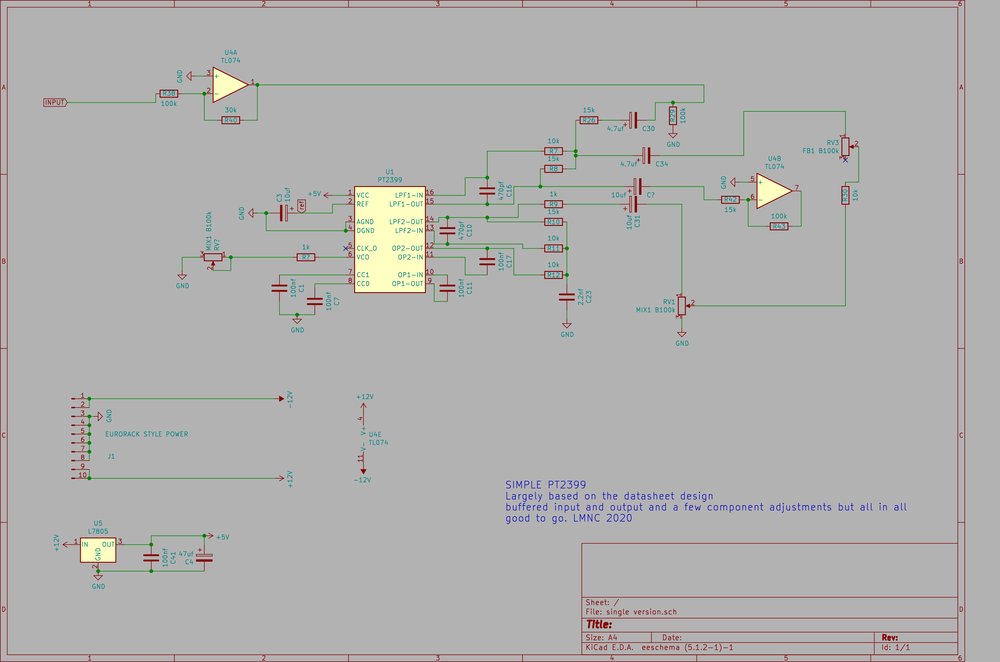 1 2 3 4 5 6
A A
B B
C C
D D
U4A
TL074
GND
3
2
1
+
−
INPUT
R38
100k
30k
R40
15k
R26
4.7uf
C30
R29
100k
GND
10k
R7
15k
R8
4.7uf
C34
RV3
FB1 B100k
2
U4B
TL074
GND
5
6
7
+
−
R42
15k
100k
R43
R30
10k
U1
PT2399
+5V
ref
C3
10uf
GND
1 VCC
2 REF
3 AGND
4 DGND
5 CLK_O
6 VCO
7 CC1
8 CC0
LPF1-IN 16
LPF1-OUT 15
LPF2-OUT 14
LPF2-IN 13
OP2-OUT 12
OP2-IN 11
OP1-IN 10
OP1-OUT 9
470pf
C16
470pf
C10
100nf
C17
100nf
C11
10uf
C?
1k
R9
10uf
C31
15k
R10
10k
R11
10k
R12
2.2nf
C23
GND
MIX1 B100k
RV?
2
GND
1k
R?
100nf
C1
100nf
C?
GND
RV1
MIX1 B100k
2
GND
1
2
3
4
5
6
7
8
9
10
GND
-12V
+12V
EURORACK STYLE POWER
J1
+12V
4
V+
U4E
TL074
V-
11
-12V
SIMPLE PT2399
Largely based on the datasheet design
buffered input and output and a few component adjustments but all in all
good to go. LMNC 2020
U5
L7805
+12V
1 IN OUT 3
GND
2
GND
+5V
100nf
C41
47uf
C4
Sheet: /
File: single version.sch
Title:
Size: A4 Date: Rev:
KiCad E.D.A. eeschema (5.1.2-1)-1 Id: 1/1
1 2 3 4 5 6